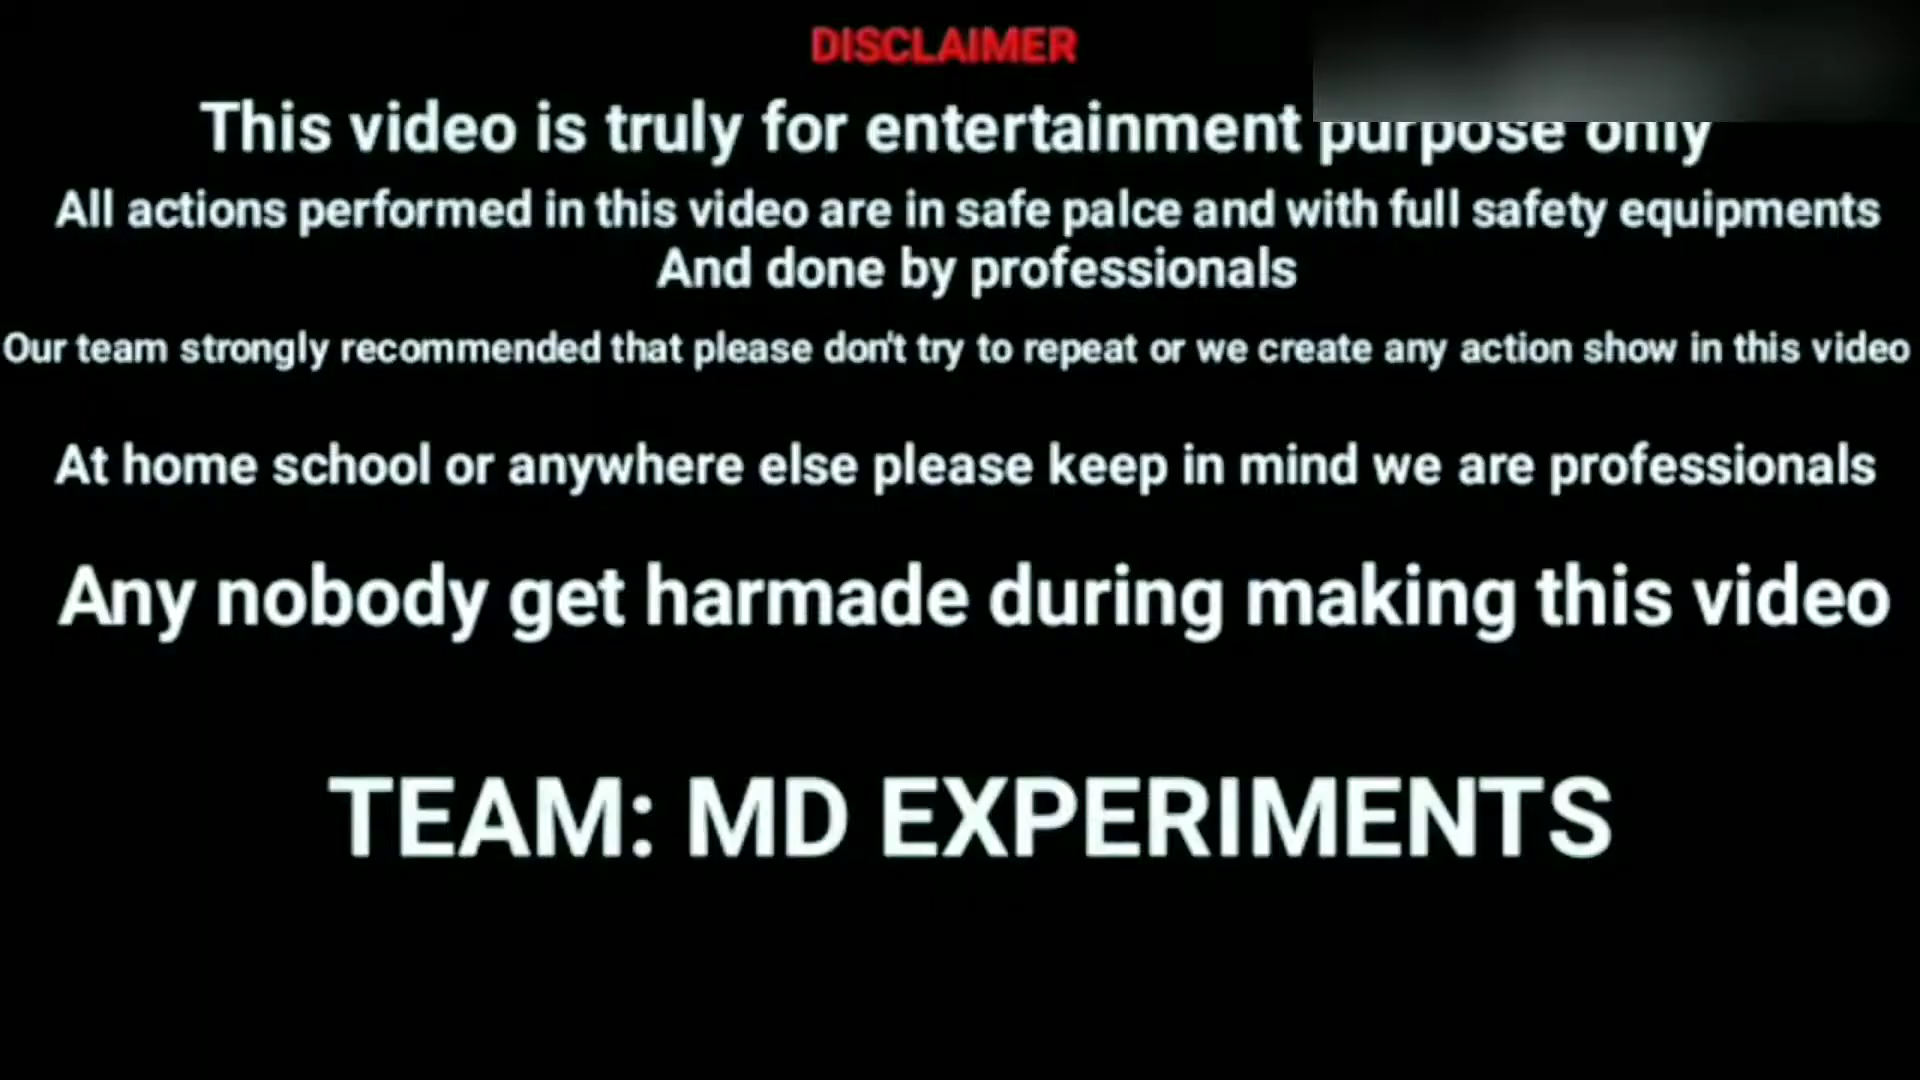 DISCLAIMER
This video is truly for entertainment purpose only
All actions performed in this video are in safe palce and with full safety equipments
And done by professionals
Our team strongly recommended that please don't try to repeat or we create any action show in this video
At home school or anywhere else please keep in mind we are professionals
Any nobody get harmade during making this video
TEAM: MD EXPERIMENTS